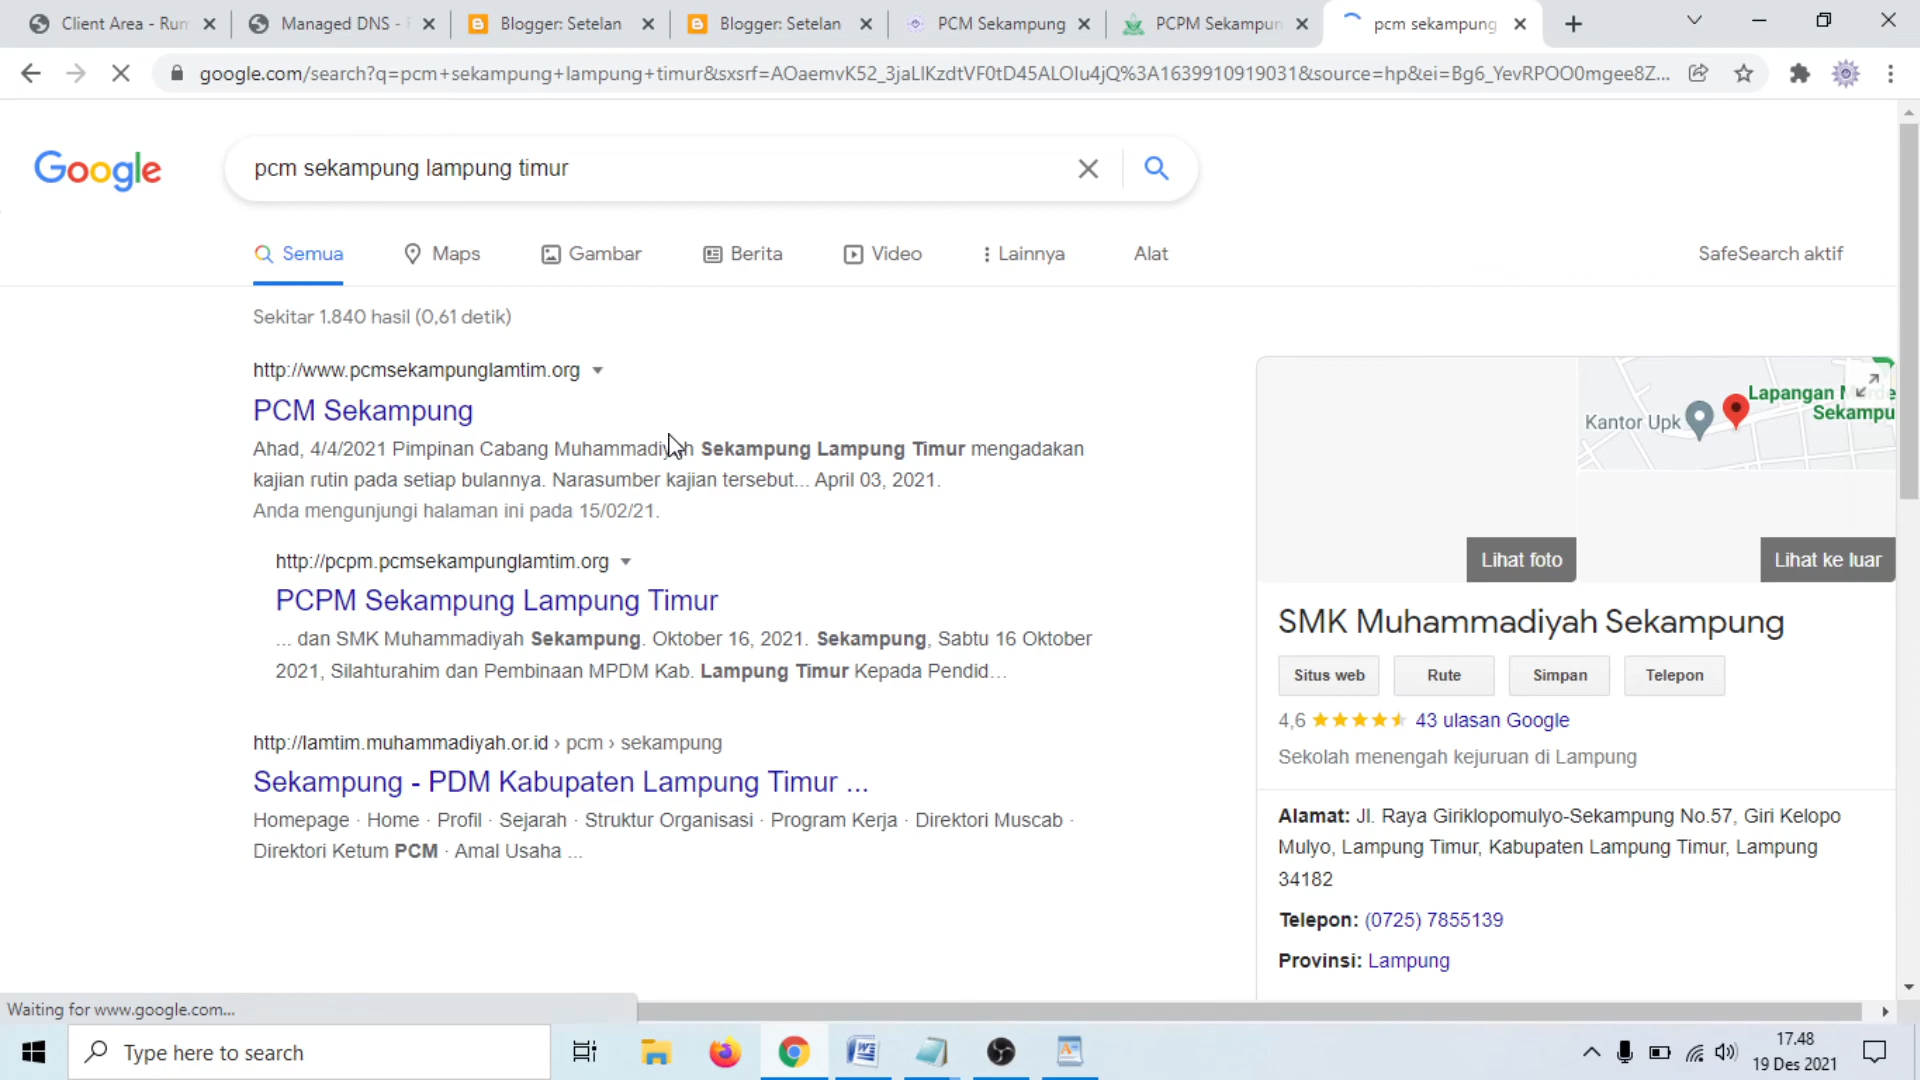 Client Area - Rum
Managed DNS -
Blogger: Setelan
Blogger: Setelan
PCM Sekampung
PCPM Sekampun
pcm sekampung
google.com/search?q=pcm+sekampung+lampung+timur&sxsrf=AOaemvK52_3jaLIKzdtVF0tD45ALOIu4jQ%3A1639910919031&source=hp&ei=Bg6_YevRPOO0mgee8Z...
Google
pcm sekampung lampung timur
Semua
Maps
Gambar
Berita
Video
Lainnya
Alat
SafeSearch aktif
Sekitar 1.840 hasil (0,61 detik)
http://www.pcmsekampunglamtim.org
PCM Sekampung
Ahad, 4/4/2021 Pimpinan Cabang Muhammadiyah Sekampung Lampung Timur mengadakan
kajian rutin pada setiap bulannya. Narasumber kajian tersebut... April 03, 2021.
Anda mengunjungi halaman ini pada 15/02/21.
http://pcpm.pcmsekampunglamtim.org
PCPM Sekampung Lampung Timur
... dan SMK Muhammadiyah Sekampung. Oktober 16, 2021. Sekampung, Sabtu 16 Oktober
2021, Silahturahim dan Pembinaan MPDM Kab. Lampung Timur Kepada Pendid...
http://lamtim.muhammadiyah.or.id › pcm › sekampung
Sekampung - PDM Kabupaten Lampung Timur ...
Homepage · Home · Profil · Sejarah · Struktur Organisasi · Program Kerja · Direktori Muscab ·
Direktori Ketum PCM · Amal Usaha ...
Kantor Upk
Lapangan
Sekampu
Lihat foto
Lihat ke luar
SMK Muhammadiyah Sekampung
Situs web
Rute
Simpan
Telepon
4,6
43 ulasan Google
Sekolah menengah kejuruan di Lampung
Alamat: Jl. Raya Giriklopomulyo-Sekampung No.57, Giri Kelopo
Mulyo, Lampung Timur, Kabupaten Lampung Timur, Lampung
34182
Telepon: (0725) 7855139
Provinsi: Lampung
Waiting for www.google.com...
Type here to search
17.48
19 Des 2021